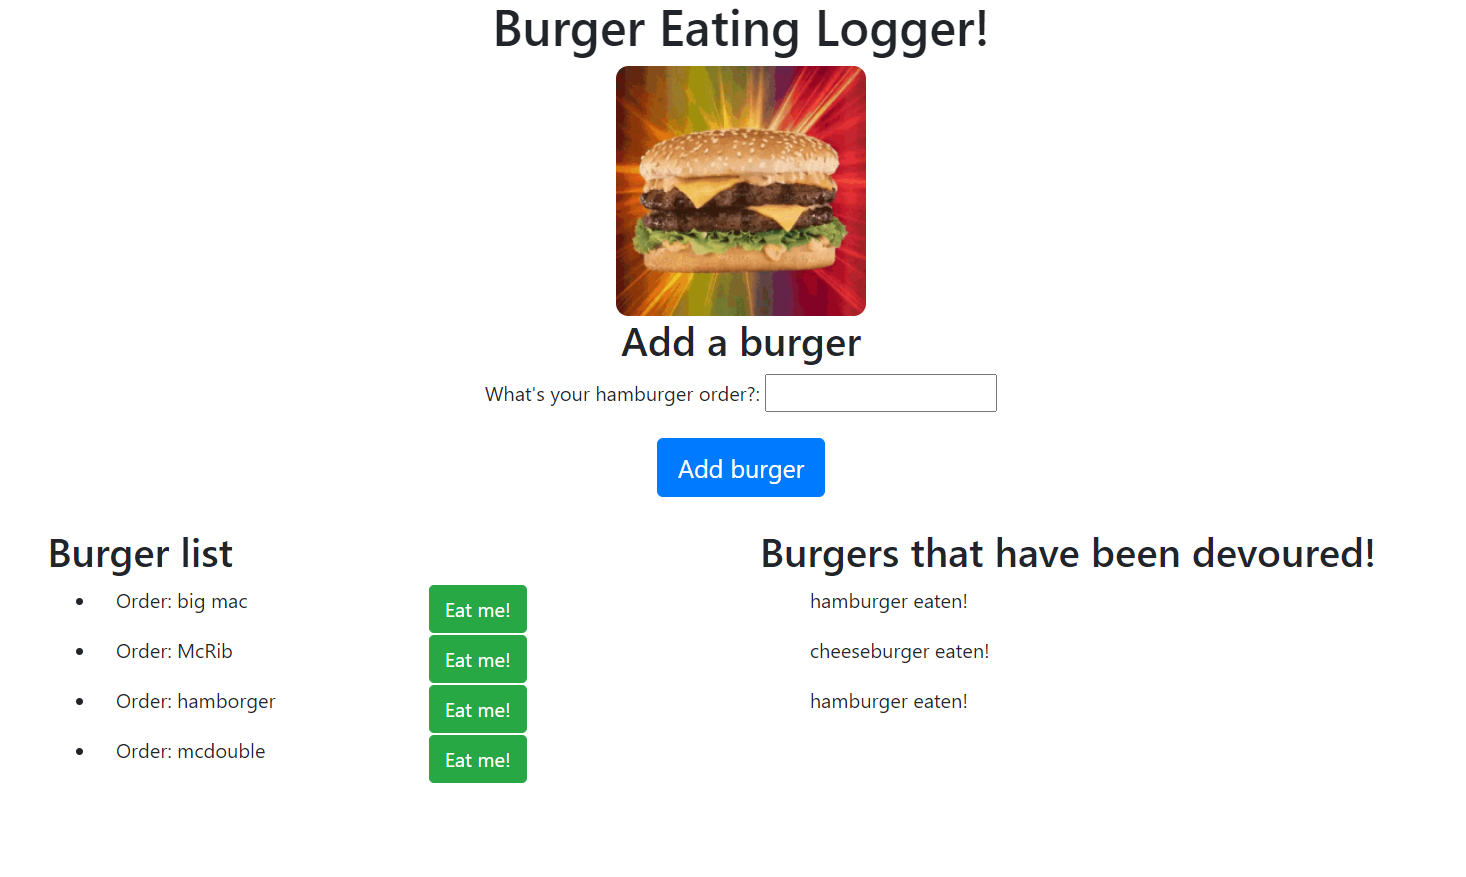 Burger Eating Logger!
Add a burger
What's your hamburger order?:
Add burger
Burger list
Order: big mac Eat me!
Order: McRib Eat me!
Order: hamborger Eat me!
Order: mcdouble Eat me!
Burgers that have been devoured!
hamburger eaten!
cheeseburger eaten!
hamburger eaten!